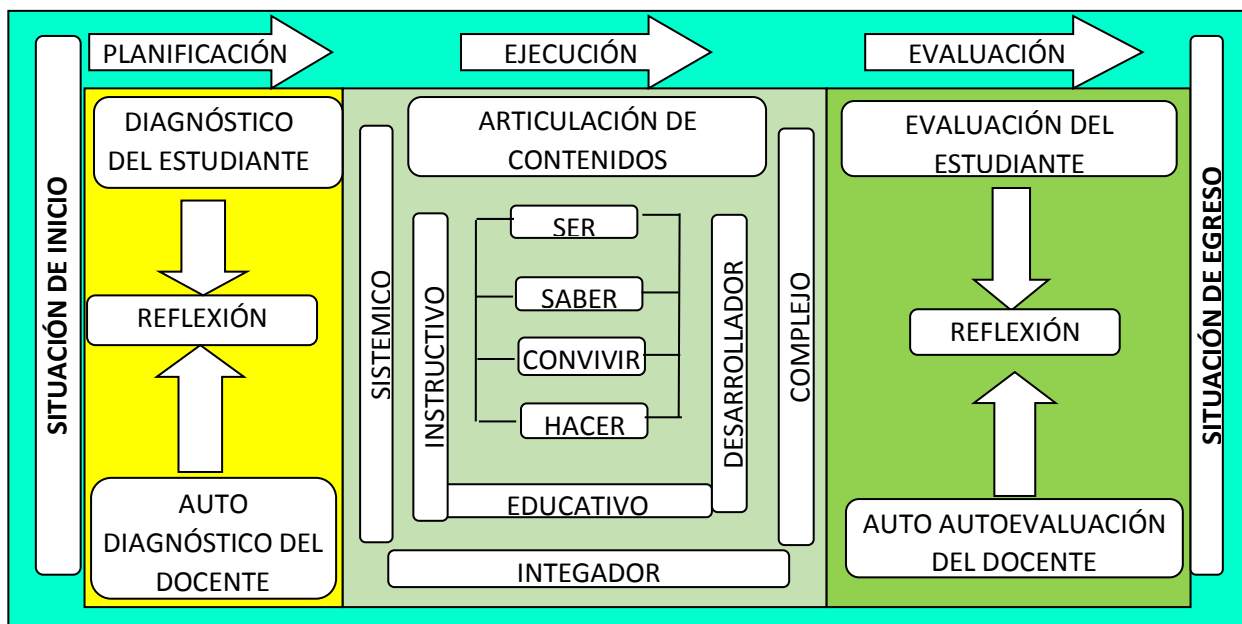 SITUACIÓN DE INICIO
PLANIFICACIÓN
EJECUCIÓN
EVALUACIÓN
DIAGNÓSTICO
DEL ESTUDIANTE
REFLEXIÓN
AUTO
DIAGNÓSTICO DEL
DOCENTE
ARTICULACIÓN DE
CONTENIDOS
SISTEMICO
INSTRUCTIVO
SER
SABER
CONVIVIR
HACER
DESARROLLADOR
COMPLEJO
EDUCATIVO
INTEGADOR
EVALUACIÓN DEL
ESTUDIANTE
REFLEXIÓN
AUTO AUTOEVALUACIÓN
DEL DOCENTE
SITUACIÓN DE EGRESO